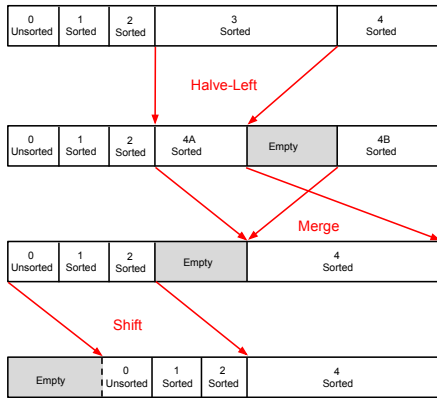 0 1 2 3 4
Unsorted Sorted Sorted Sorted Sorted
Halve-Left
0 1 2 4A 4B
Unsorted Sorted Sorted Sorted Empty Sorted
Merge
0 1 2 4
Unsorted Sorted Sorted Empty Sorted
Shift
0 1 2 4
Empty Unsorted Sorted Sorted Sorted